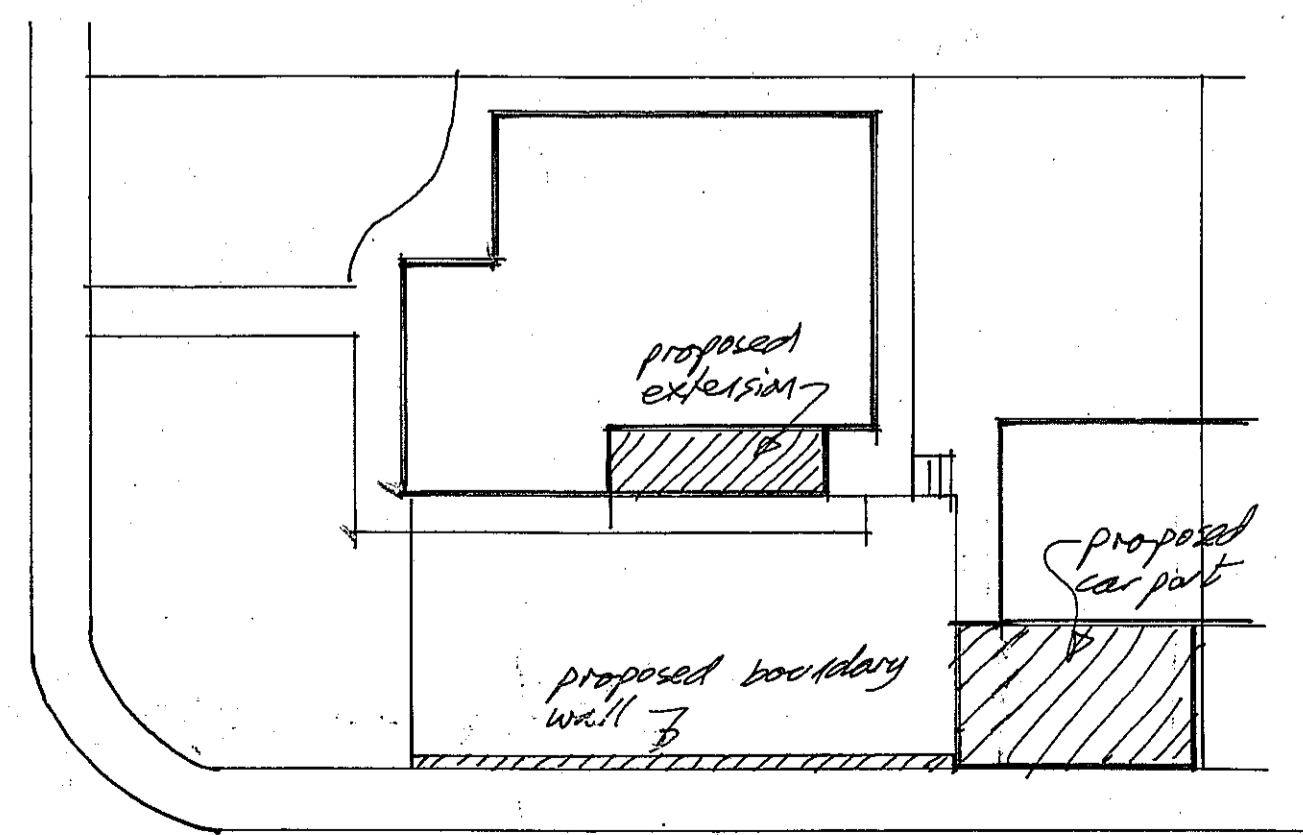 proposed
extension
proposed
car port
proposed boundary
wall